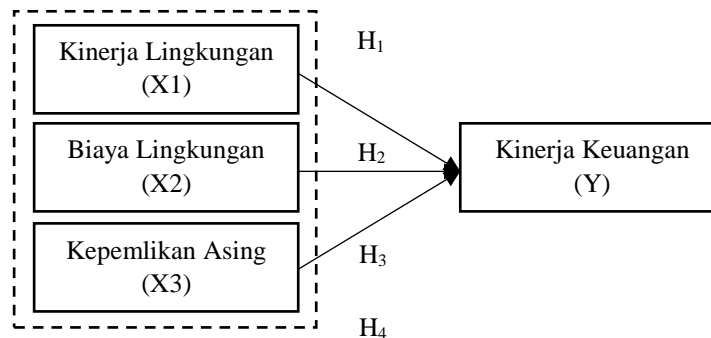 Kinerja Lingkungan
(X1)
H1
Biaya Lingkungan
(X2)
H2
Kinerja Keuangan
(Y)
Kepemlikan Asing
(X3)
H3
H4